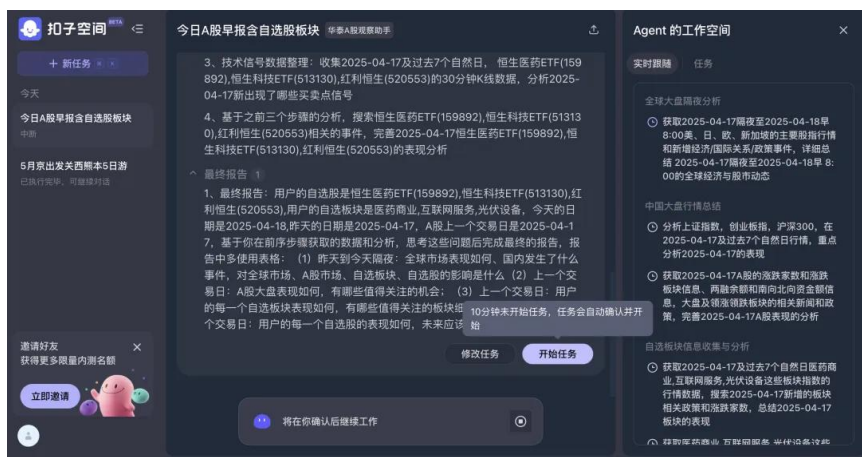 扣子空间 BETA
+ 新任务
今天
今日A股早报含自选股板块
中断
5月京出发关西熊本5日游
已执行完毕，可继续对话
邀请好友
获得更多限量内测名额
立即邀请
今日A股早报含自选股板块 华泰A股观察助手
3、技术信号数据整理：收集2025-04-17及过去7个自然日， 恒生医药ETF(159
892),恒生科技ETF(513130),红利恒生(520553)的30分钟K线数据，分析2025-
04-17新出现了哪些买卖点信号
4、基于之前三个步骤的分析，搜索恒生医药ETF(159892),恒生科技ETF(51313
0),红利恒生(520553)相关的事件，完善2025-04-17恒生医药ETF(159892),恒
生科技ETF(513130),红利恒生(520553)的表现分析
最终报告 1
1、最终报告：用户的自选股是恒生医药ETF(159892),恒生科技ETF(513130),红
利恒生(520553),用户的自选板块是医药商业,互联网服务,光伏设备，今天的日
期是2025-04-18,昨天的日期是2025-04-17，A股上一个交易日是2025-04-1
7，基于你在前序步骤获取的数据和分析，思考这些问题后完成最终的报告，报
告中多使用表格：（1）昨天到今天隔夜：全球市场表现如何、国内发生了什么
事件，对全球市场、A股市场、自选板块、自选股的影响是什么（2）上一个交
易日：A股大盘表现如何，有哪些值得关注的机会；（3）上一个交易日：用户
的每一个自选板块表现如何，有哪些值得关注的板块细
个交易日：用户的每一个自选股的表现如何，未来应该
10分钟未开始任务，任务会自动确认并开
始
修改任务 开始任务
将在你确认后继续工作
Agent 的工作空间
实时跟随 任务
全球大盘隔夜分析
获取2025-04-17隔夜至2025-04-18早
8:00美、日、欧、新加坡的主要股指行情
和新增经济/国际关系/政策事件，详细总
结 2025-04-17隔夜至2025-04-18早 8:
00的全球经济与股市动态
中国大盘行情总结
分析上证指数，创业板指，沪深300，在
2025-04-17及过去7个自然日行情，重点
分析2025-04-17的表现
获取2025-04-17A股的涨跌家数和涨跌
板块信息、两融余额和南向北向资金额信
息，大盘及领涨领跌板块的相关新闻和政
策，完善2025-04-17A股表现的分析
自选板块信息收集与分析
获取2025-04-17及过去7个自然日医药商
业,互联网服务,光伏设备这些板块指数的
行情数据，搜索2025-04-17新增的板块
相关政策和涨跌家数，总结2025-04-17
板块的表现
获取医药商业,互联网服务,光伏设备这些